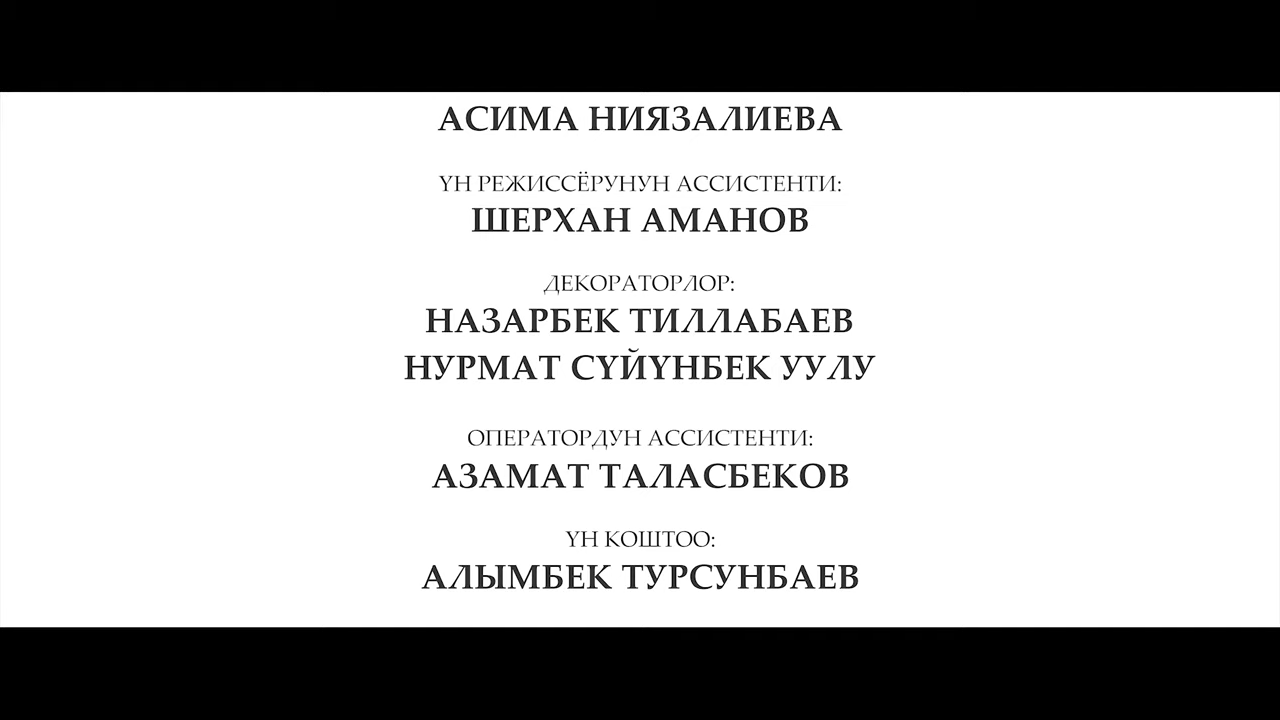 АСИМА НИЯЗАЛИЕВА
ҮН РЕЖИССЁРУНУН АССИСТЕНТИ:
ШЕРХАН АМАНОВ
ДЕКОРАТОРЛОР:
НАЗАРБЕК ТИЛЛАБАЕВ
НУРМАТ СҮЙҮНБЕК УУЛУ
ОПЕРАТОРДУН АССИСТЕНТИ:
АЗАМАТ ТАЛАСБЕКОВ
ҮН КОШТОО:
АЛЫМБЕК ТУРСУНБАЕВ